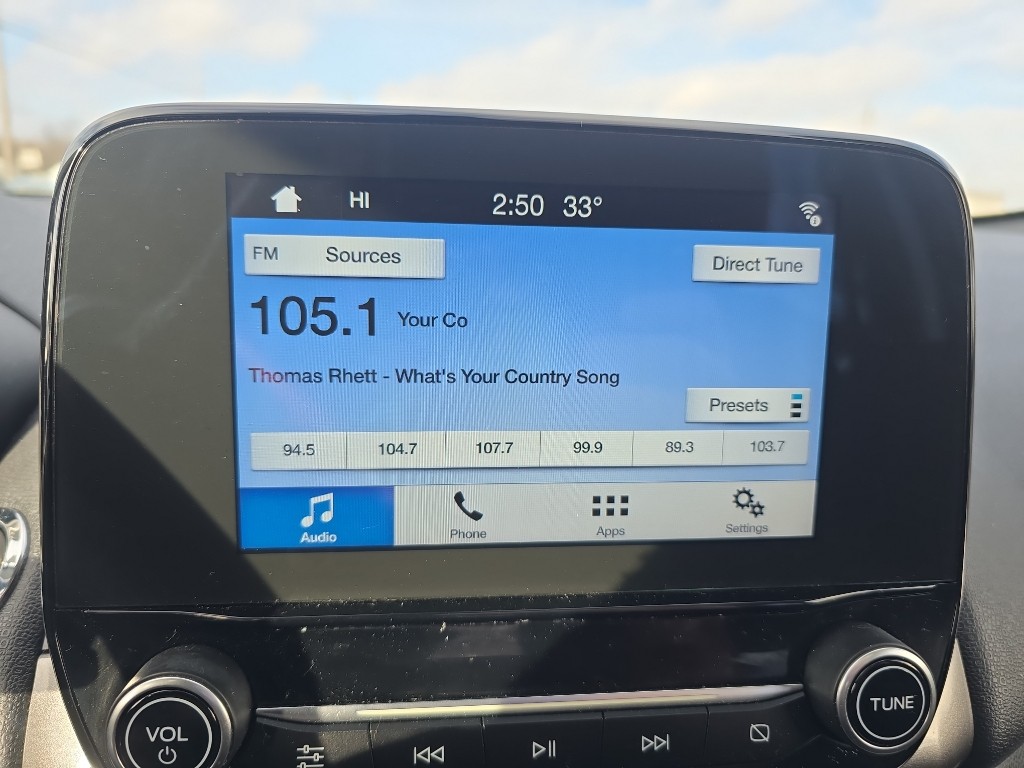 HI 2:50 33°
FM Sources Direct Tune
105.1 Your Co
Thomas Rhett - What's Your Country Song
Presets
94.5 104.7 107.7 99.9 89.3 103.7
Audio Phone Apps Settings
VOL TUNE